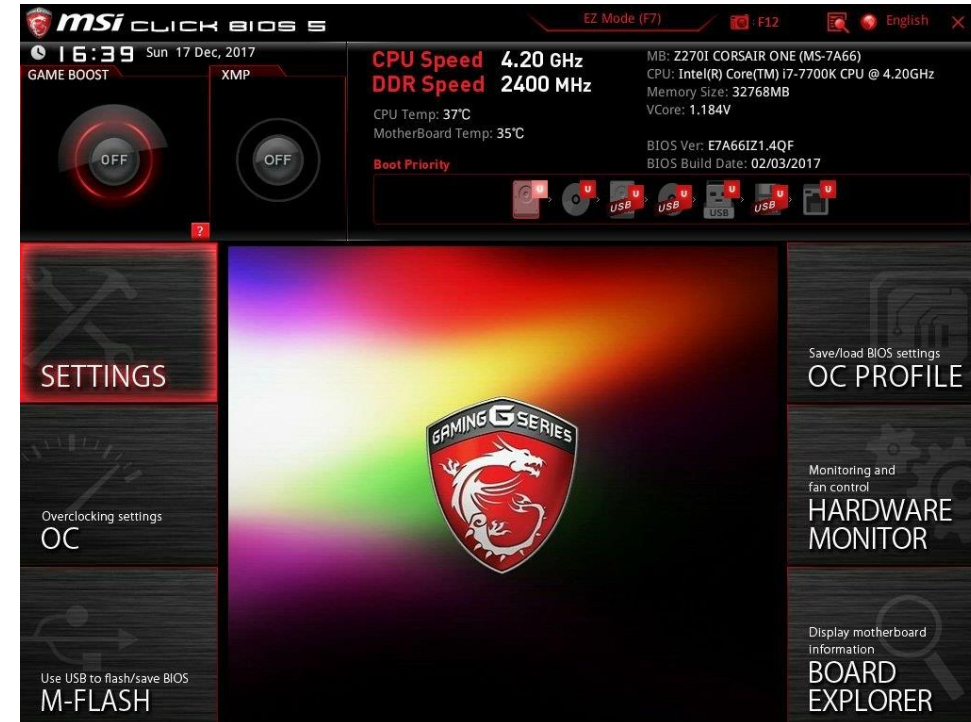 msi CLICK BIOS 5
EZ Mode (F7)
: F12
English
16:39 Sun 17 Dec, 2017
GAME BOOST
XMP
OFF
OFF
?
CPU Speed 4.20 GHz
DDR Speed 2400 MHz
CPU Temp: 37°C
MotherBoard Temp: 35°C
MB: Z270I CORSAIR ONE (MS-7A66)
CPU: Intel(R) Core(TM) i7-7700K CPU @ 4.20GHz
Memory Size: 32768MB
VCore: 1.184V
BIOS Ver: E7A66IZ1.4QF
BIOS Build Date: 02/03/2017
Boot Priority
U U U U U U U
USB USB USB USB
SETTINGS
Overclocking settings
OC
Use USB to flash/save BIOS
M-FLASH
GAMING G SERIES
Save/load BIOS settings
OC PROFILE
Monitoring and
fan control
HARDWARE
MONITOR
Display motherboard
information
BOARD
EXPLORER